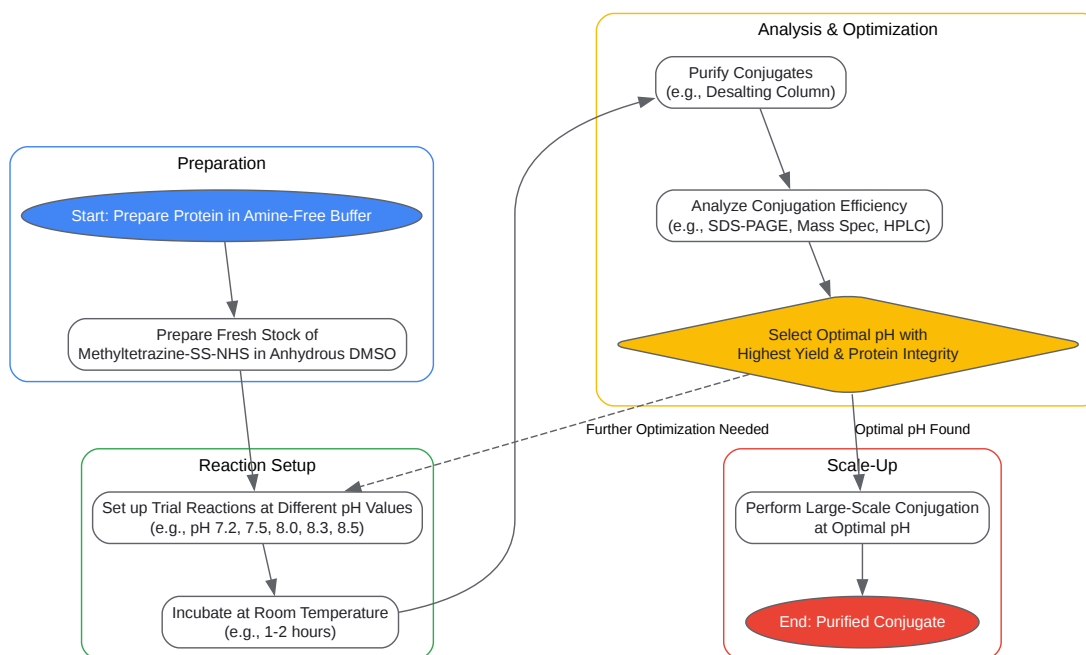 Preparation
Start: Prepare Protein in Amine-Free Buffer
Prepare Fresh Stock of
Methyltetrazine-SS-NHS in Anhydrous DMSO
Reaction Setup
Set up Trial Reactions at Different pH Values
(e.g., pH 7.2, 7.5, 8.0, 8.3, 8.5)
Incubate at Room Temperature
(e.g., 1-2 hours)
Analysis & Optimization
Purify Conjugates
(e.g., Desalting Column)
Analyze Conjugation Efficiency
(e.g., SDS-PAGE, Mass Spec, HPLC)
Select Optimal pH with
Highest Yield & Protein Integrity
Further Optimization Needed
Optimal pH Found
Scale-Up
Perform Large-Scale Conjugation
at Optimal pH
End: Purified Conjugate